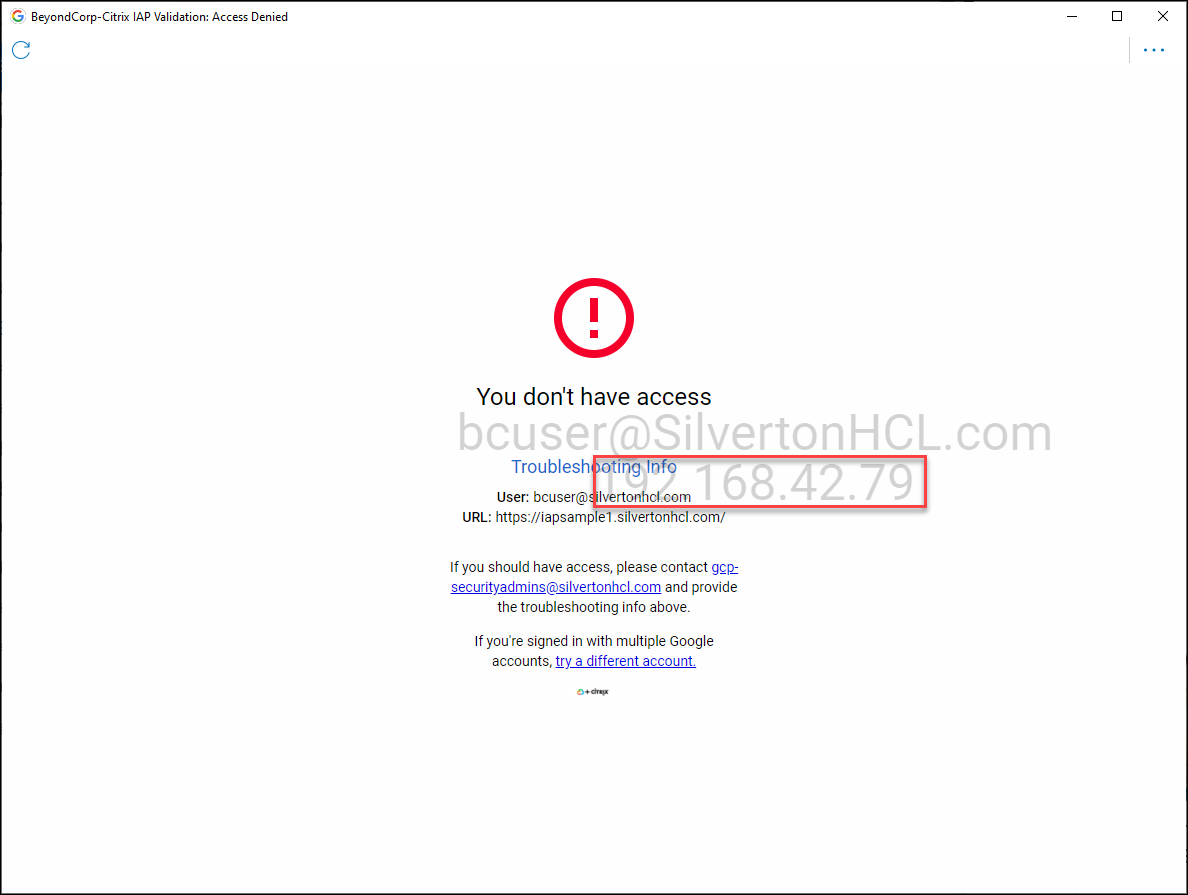 BeyondCorp-Citrix IAP Validation: Access Denied
You don't have access
bcuser@SilvertonHCL.com
192.168.42.79
Troubleshooting Info
User: bcuser@silvertonhcl.com
URL: https://iapsample1.silvertonhcl.com/
If you should have access, please contact gcp-
securityadmins@silvertonhcl.com and provide
the troubleshooting info above.
If you're signed in with multiple Google
accounts, try a different account.
+ citrix